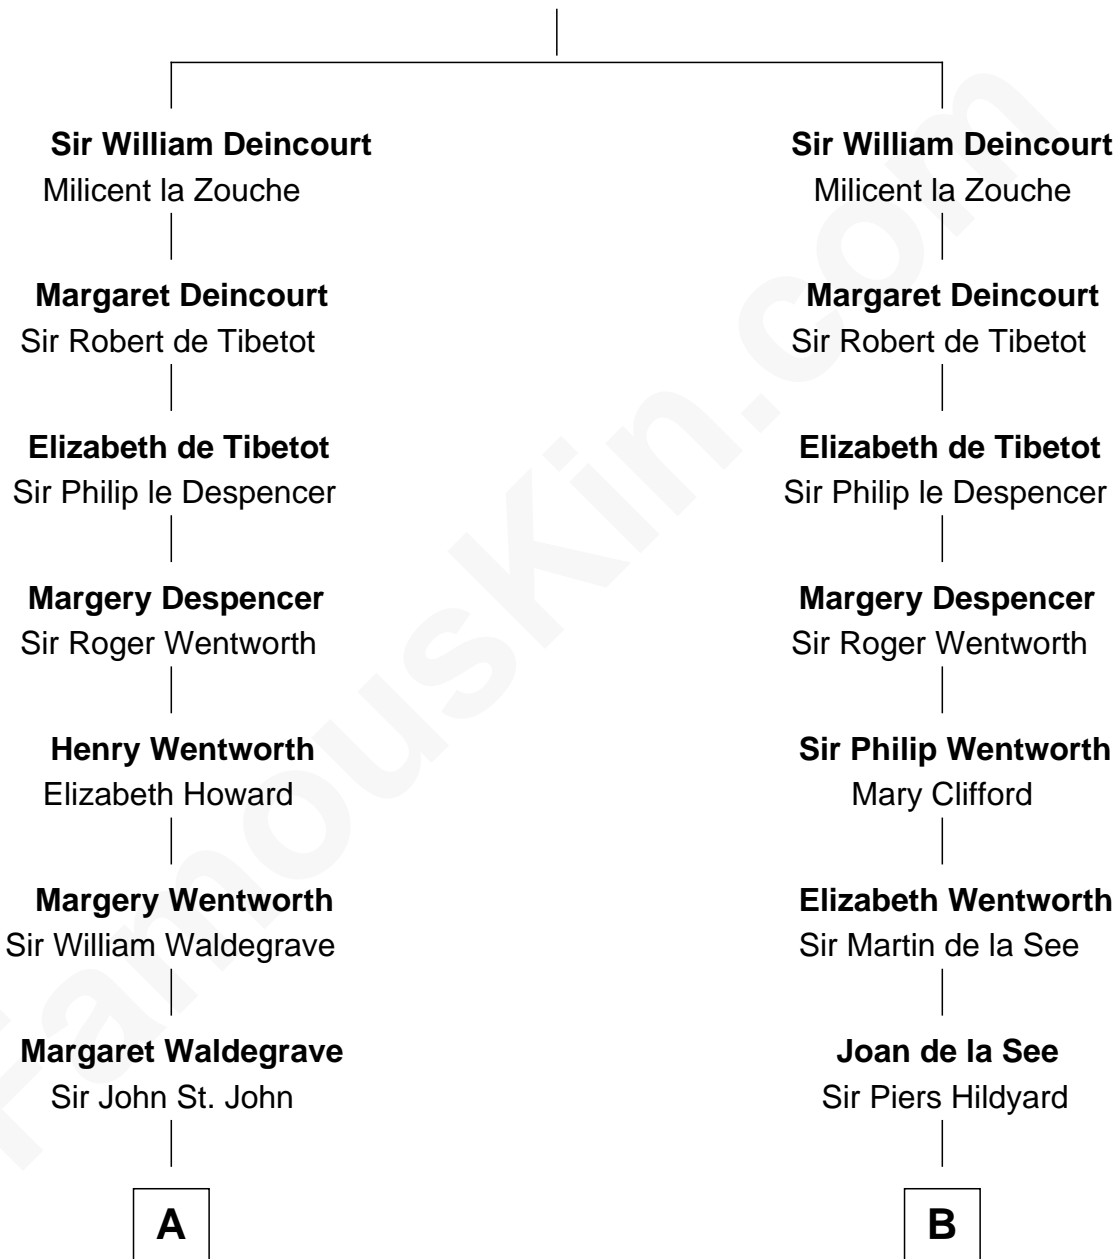 Sir William Deincourt
Milicent la Zouche
Margaret Deincourt
Sir Robert de Tibetot
Elizabeth de Tibetot
Sir Philip le Despencer
Margery Despencer
Sir Roger Wentworth
Henry Wentworth
Elizabeth Howard
Margery Wentworth
Sir William Waldegrave
Margaret Waldegrave
Sir John St. John
A
Sir William Deincourt
Milicent la Zouche
Margaret Deincourt
Sir Robert de Tibetot
Elizabeth de Tibetot
Sir Philip le Despencer
Margery Despencer
Sir Roger Wentworth
Sir Philip Wentworth
Mary Clifford
Elizabeth Wentworth
Sir Martin de la See
Joan de la See
Sir Piers Hildyard
B
FamousKin.com